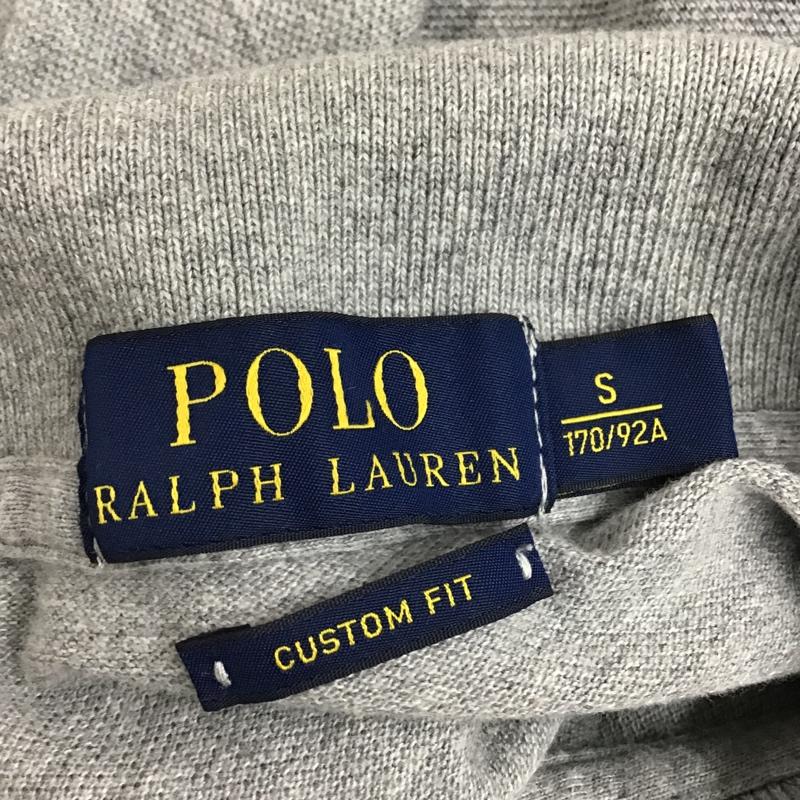 POLO
RALPH LAUREN
S
170/92A
CUSTOM FIT